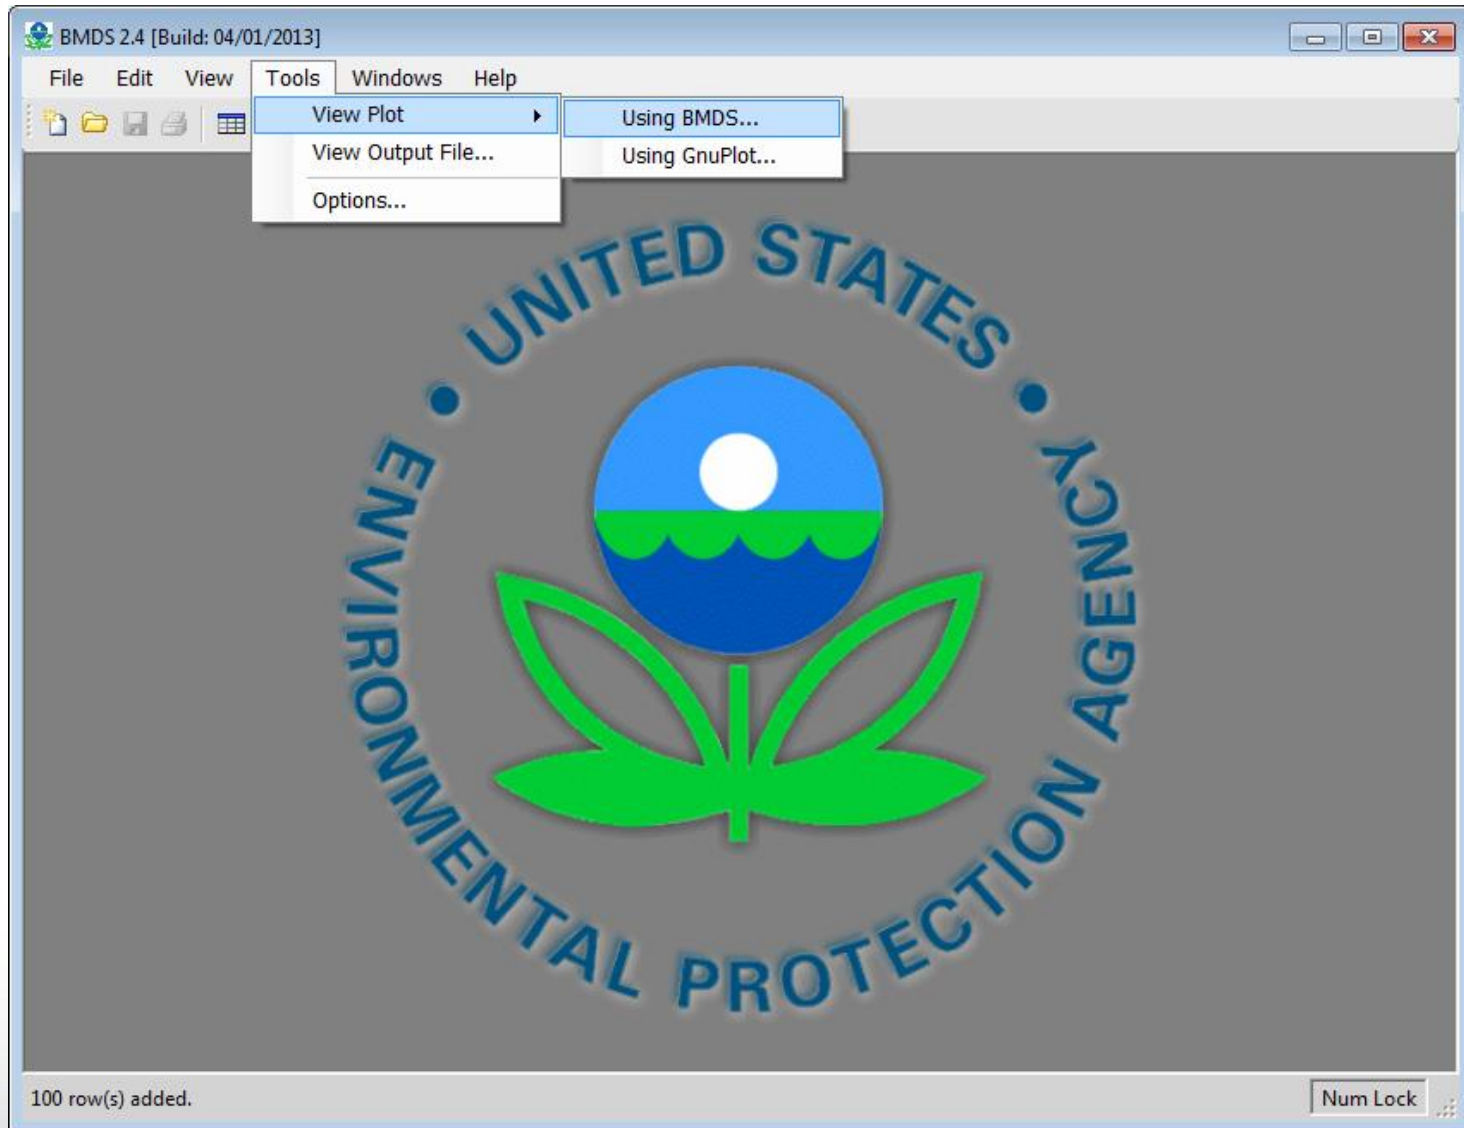 BMDS 2.4 [Build: 04/01/2013]
File Edit View Tools Windows Help
View Plot
Using BMDS...
View Output File...
Using GnuPlot...
Options...
• UNITED STATES •
ENVIRONMENTAL PROTECTION AGENCY
100 row(s) added.
Num Lock